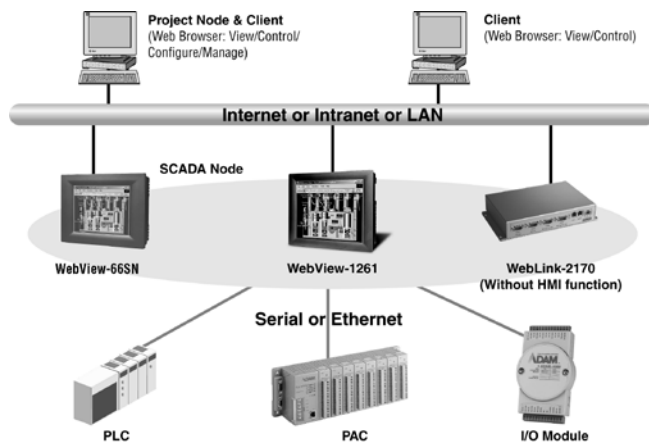 Project Node & Client
(Web Browser: View/Control/
Configure/Manage)
Client
(Web Browser: View/Control)
Internet or Intranet or LAN
SCADA Node
WebView-66SN
WebView-1261
WebLink-2170
(Without HMI function)
Serial or Ethernet
ADAM
PLC
PAC
I/O Module